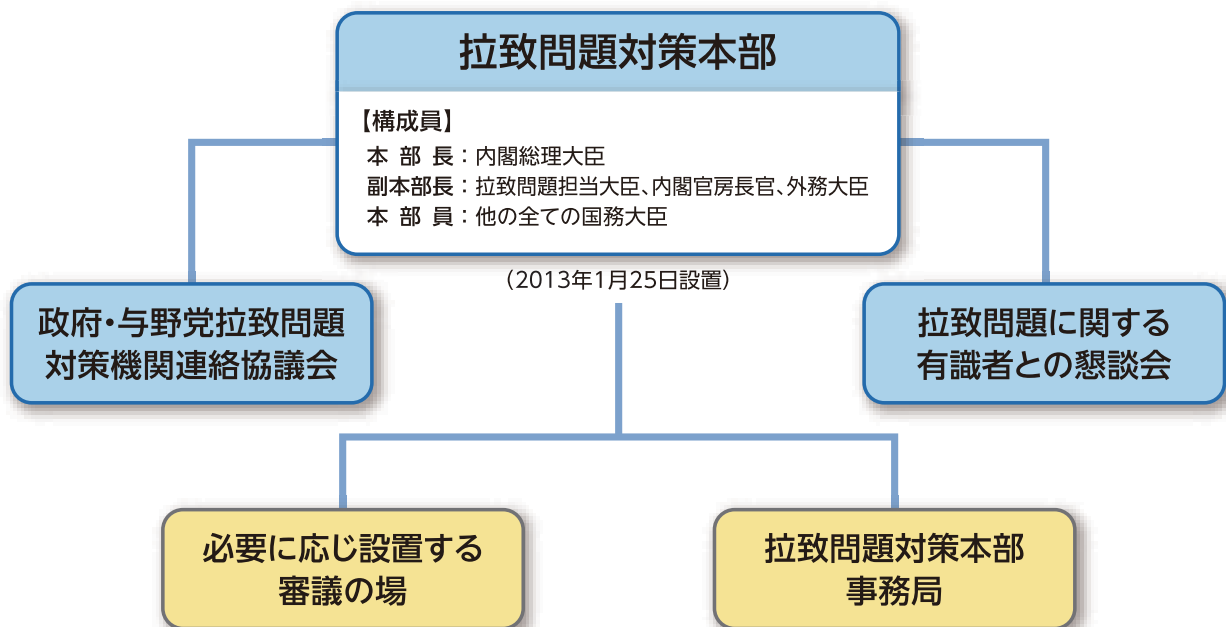 拉致問題対策本部
【構成員】
本部長：内閣総理大臣
副本部長：拉致問題担当大臣、内閣官房長官、外務大臣
本部員：他の全ての国務大臣
（2013年1月25日設置）
政府・与野党拉致問題
対策機関連絡協議会
拉致問題に関する
有識者との懇談会
必要に応じ設置する
審議の場
拉致問題対策本部
事務局